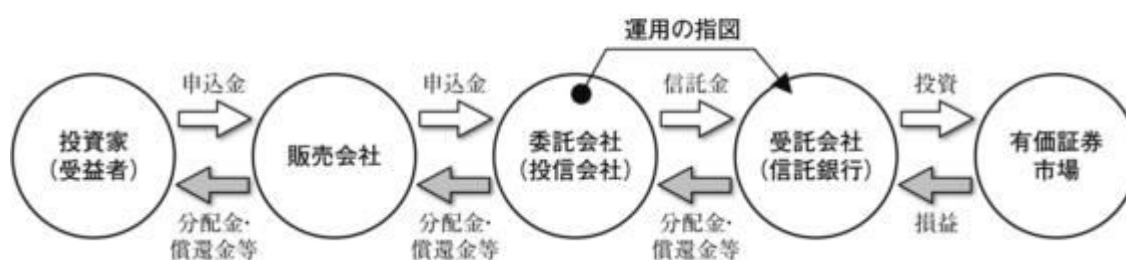 運用の指図
申込金
申込金
信託金
投資
投資家
(受益者)
販売会社
委託会社
(投信会社)
受託会社
(信託銀行)
有価証券
市場
分配金・
償還金等
分配金・
償還金等
分配金・
償還金等
損益